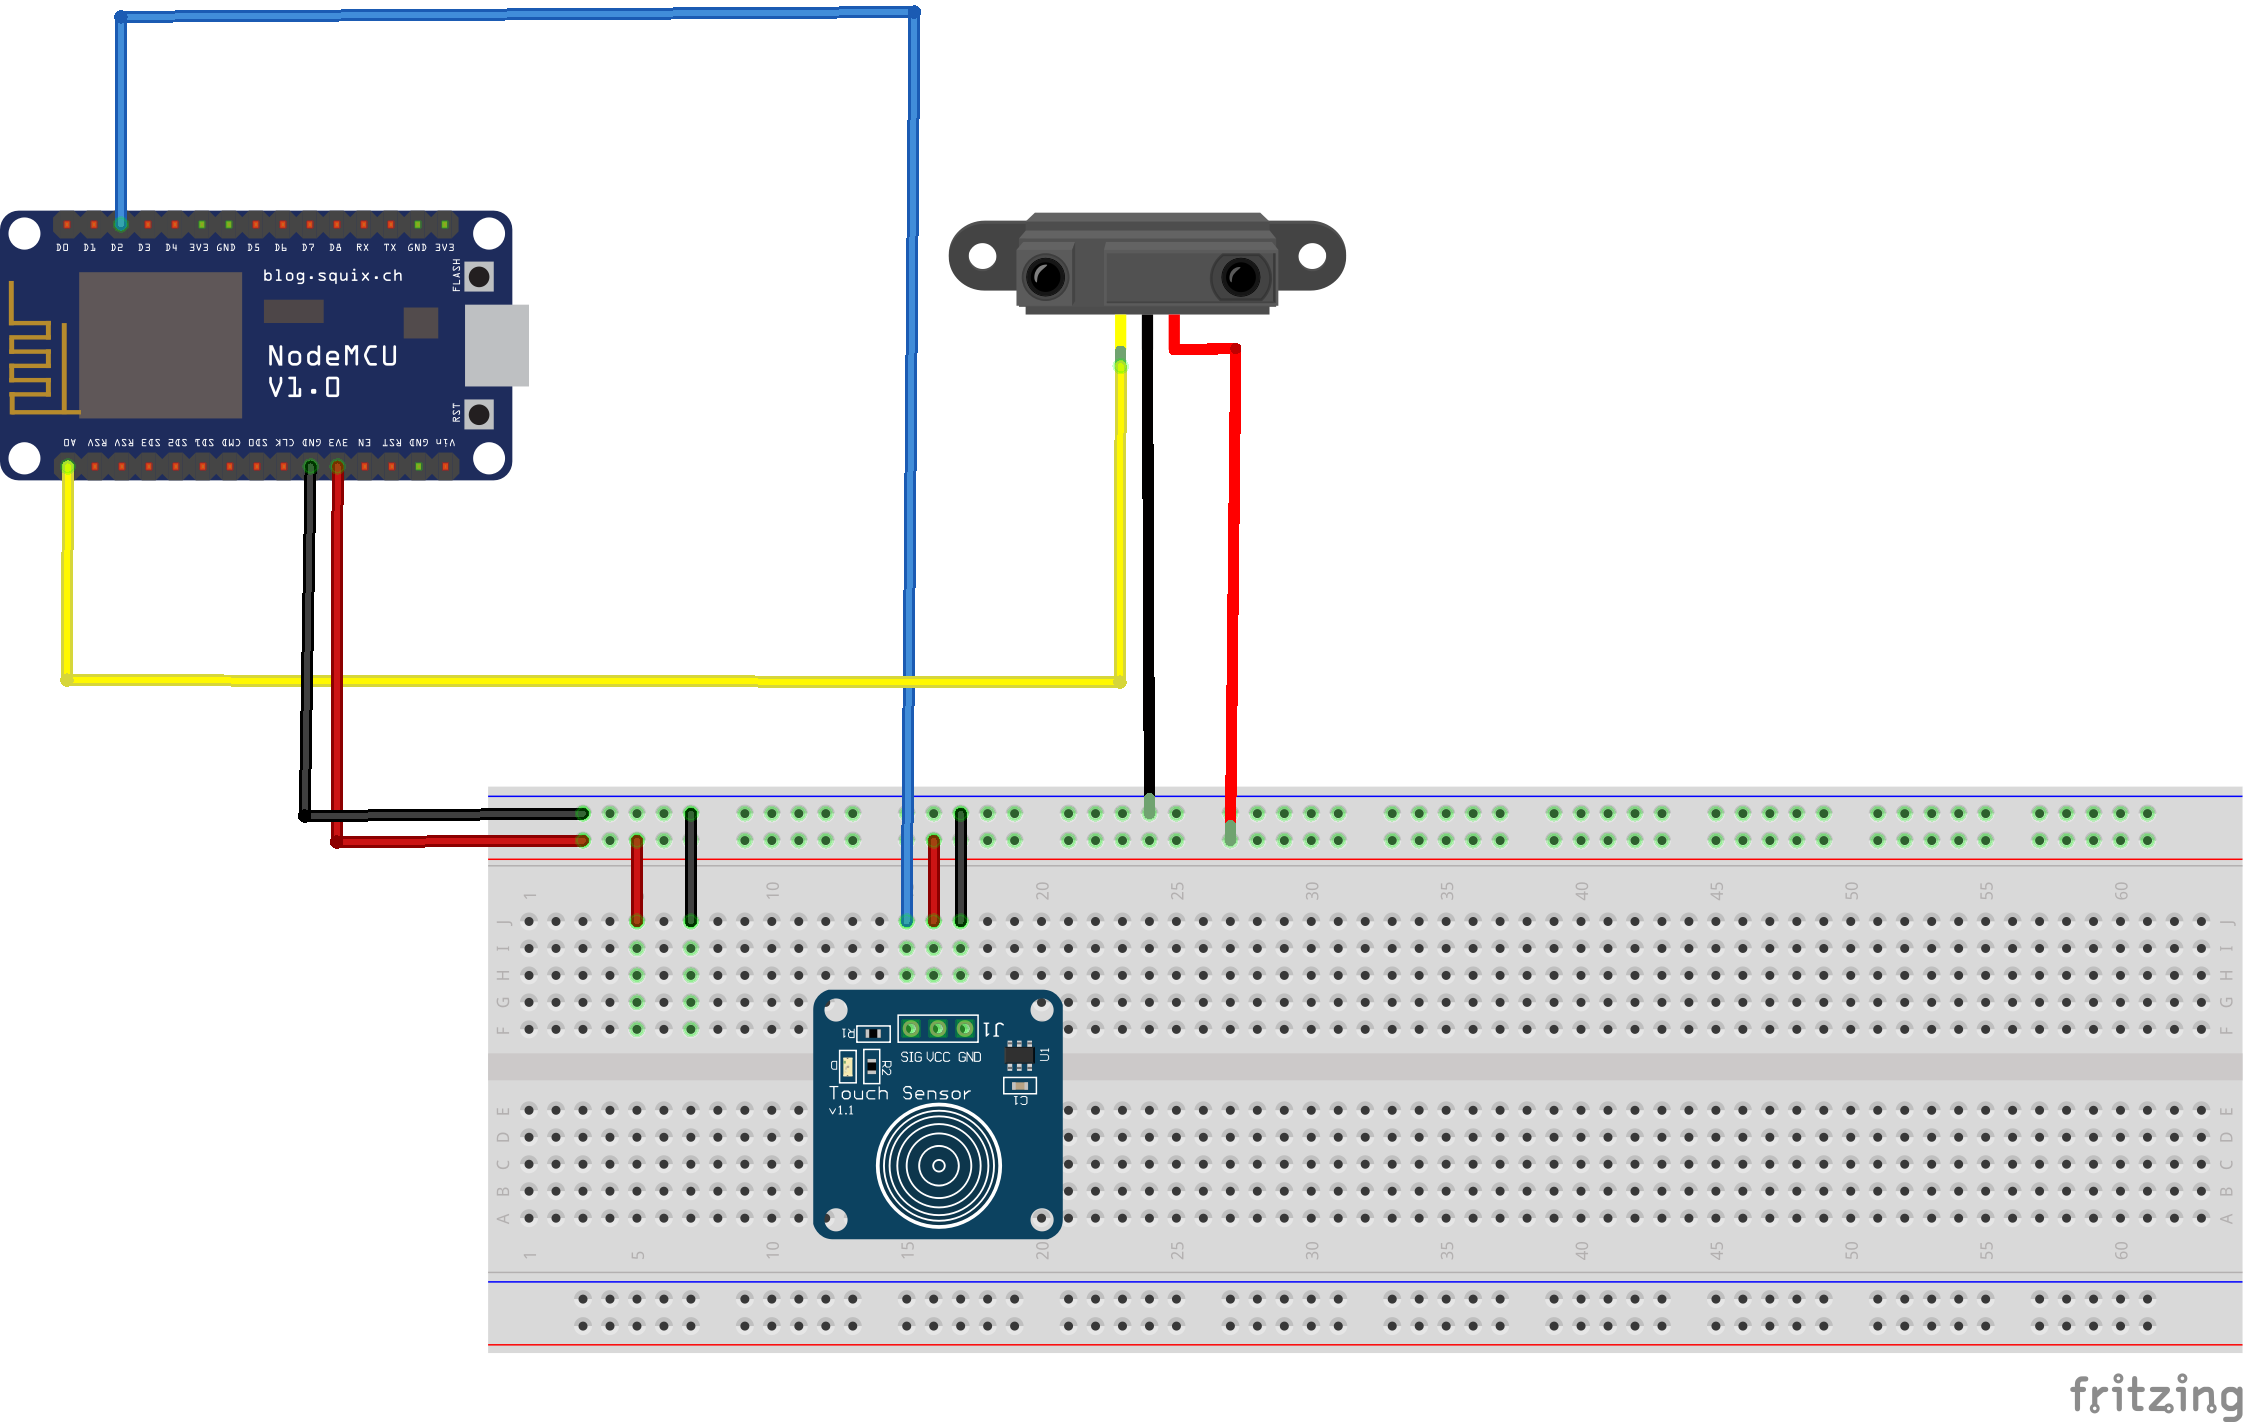 D0 D1 D2 D3 D4 3V3 GND D5 D6 D7 D8 RX TX GND 3V3
blog.squix.ch
FLASH
NodeMCU
V1.0
RST
A0 RSV RSV SD3 SD2 SD1 CMD SD0 CLK GND 3V3 EN RST GND Vin
1 10 20 25 30 35 40 45 50 55 60
J J
I I
H H
G G
F F
R1 J1
SIG VCC GND
U1
D R2
C1
Touch Sensor
v1.1
E E
D D
C C
B B
A A
1 5 10 15 20 25 30 35 40 45 50 55 60
fritzing